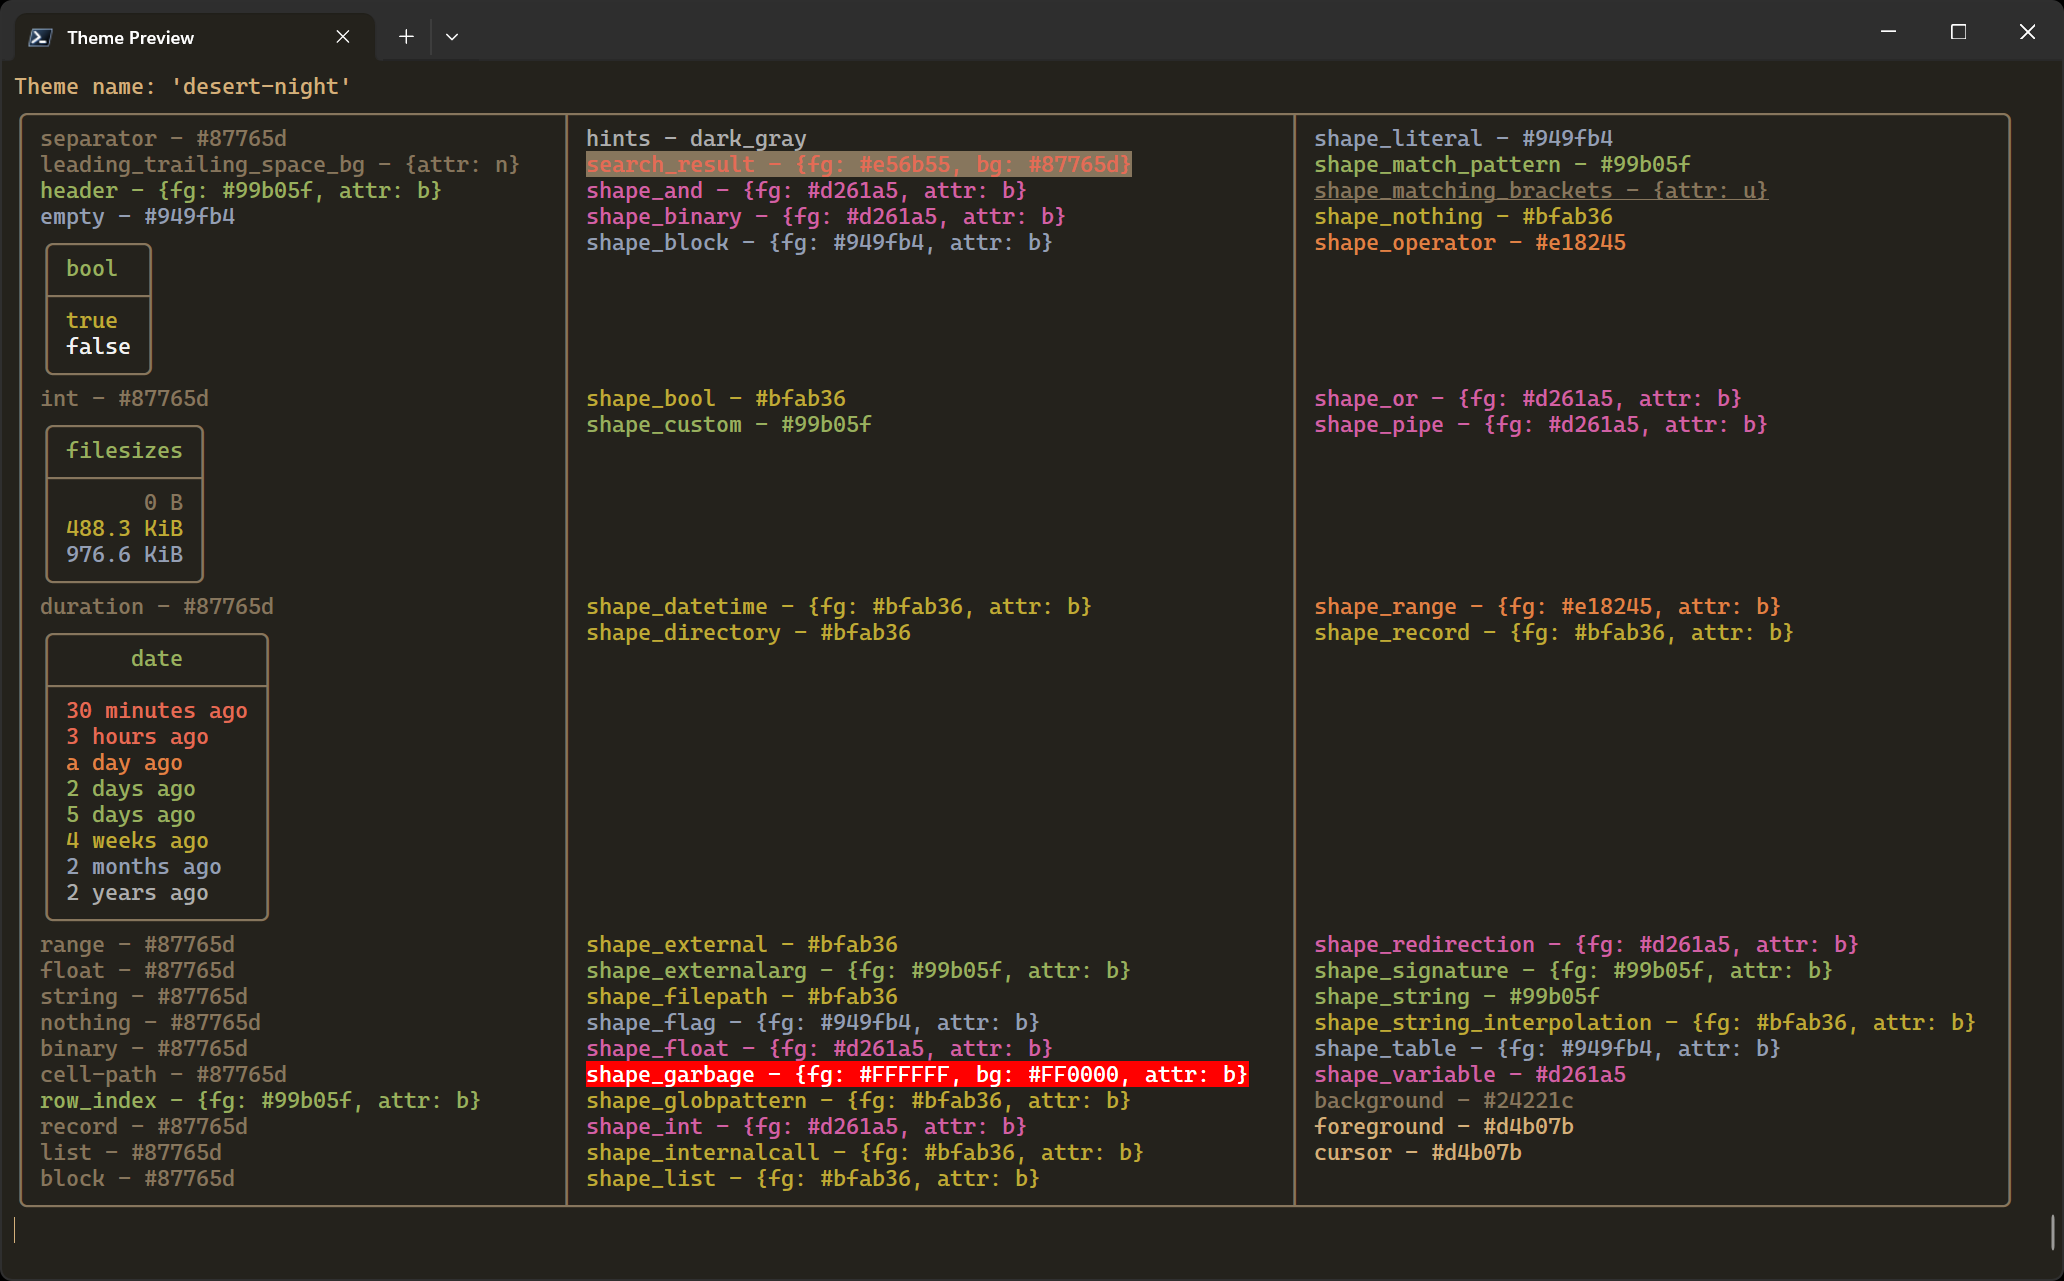 Theme Preview
Theme name: 'desert-night'
separator - #87765d
leading_trailing_space_bg - {attr: n}
header - {fg: #99b05f, attr: b}
empty - #949fb4
bool
true
false
int - #87765d
filesizes
0 B
488.3 KiB
976.6 KiB
duration - #87765d
date
30 minutes ago
3 hours ago
a day ago
2 days ago
5 days ago
4 weeks ago
2 months ago
2 years ago
range - #87765d
float - #87765d
string - #87765d
nothing - #87765d
binary - #87765d
cell-path - #87765d
row_index - {fg: #99b05f, attr: b}
record - #87765d
list - #87765d
block - #87765d
hints - dark_gray
search_result - {fg: #e56b55, bg: #87765d}
shape_and - {fg: #d261a5, attr: b}
shape_binary - {fg: #d261a5, attr: b}
shape_block - {fg: #949fb4, attr: b}
shape_bool - #bfab36
shape_custom - #99b05f
shape_datetime - {fg: #bfab36, attr: b}
shape_directory - #bfab36
shape_external - #bfab36
shape_externalarg - {fg: #99b05f, attr: b}
shape_filepath - #bfab36
shape_flag - {fg: #949fb4, attr: b}
shape_float - {fg: #d261a5, attr: b}
shape_garbage - {fg: #FFFFFF, bg: #FF0000, attr: b}
shape_globpattern - {fg: #bfab36, attr: b}
shape_int - {fg: #d261a5, attr: b}
shape_internalcall - {fg: #bfab36, attr: b}
shape_list - {fg: #bfab36, attr: b}
shape_literal - #949fb4
shape_match_pattern - #99b05f
shape_matching_brackets - {attr: u}
shape_nothing - #bfab36
shape_operator - #e18245
shape_or - {fg: #d261a5, attr: b}
shape_pipe - {fg: #d261a5, attr: b}
shape_range - {fg: #e18245, attr: b}
shape_record - {fg: #bfab36, attr: b}
shape_redirection - {fg: #d261a5, attr: b}
shape_signature - {fg: #99b05f, attr: b}
shape_string - #99b05f
shape_string_interpolation - {fg: #bfab36, attr: b}
shape_table - {fg: #949fb4, attr: b}
shape_variable - #d261a5
background - #24221c
foreground - #d4b07b
cursor - #d4b07b